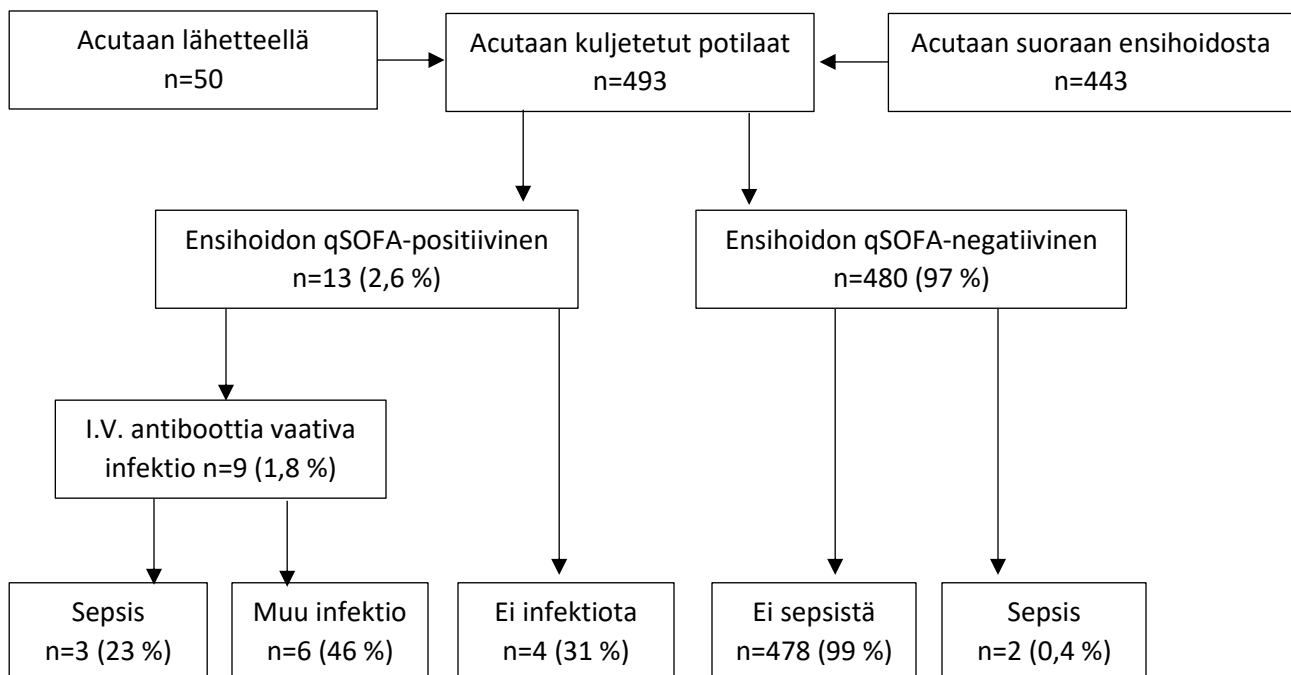 Acutaan lähetteellä
n=50
Acutaan kuljetetut potilaat
n=493
Acutaan suoraan ensihoidosta
n=443
Ensihoidon qSOFA-positiivinen
n=13 (2,6 %)
Ensihoidon qSOFA-negatiivinen
n=480 (97 %)
I.V. antiboottia vaativa
infektio n=9 (1,8 %)
Sepsis
n=3 (23 %)
Muu infektio
n=6 (46 %)
Ei infektiota
n=4 (31 %)
Ei sepsistä
n=478 (99 %)
Sepsis
n=2 (0,4 %)